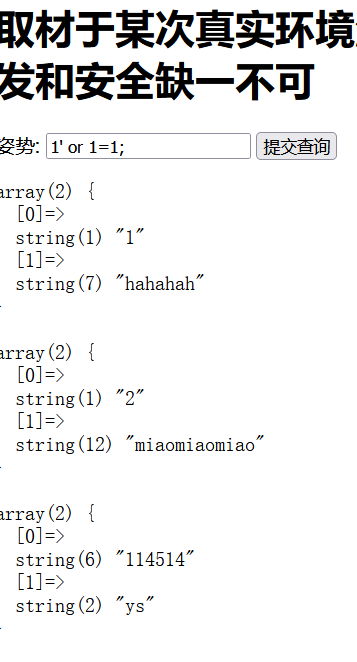 取材于某次真实环境
发和安全缺一不可
姿势: 1' or 1=1; 提交查询
array(2) {
[0]=>
string(1) "1"
[1]=>
string(7) "hahahah"
array(2) {
[0]=>
string(1) "2"
[1]=>
string(12) "miaomiaomiao"
array(2) {
[0]=>
string(6) "114514"
[1]=>
string(2) "ys"